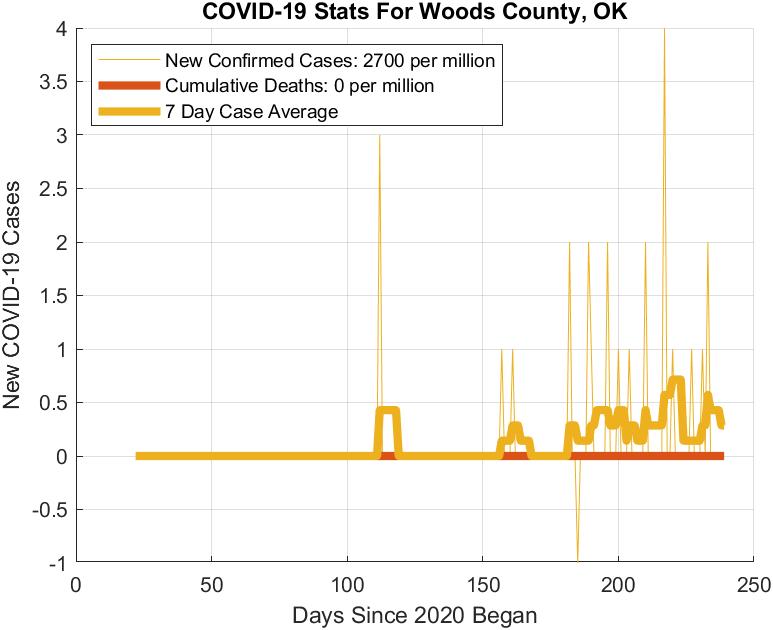 COVID-19 Stats For Woods County, OK
New Confirmed Cases: 2700 per million
Cumulative Deaths: 0 per million
7 Day Case Average
New COVID-19 Cases
4
3.5
3
2.5
2
1.5
1
0.5
0
-0.5
-1
0 50 100 150 200 250
Days Since 2020 Began